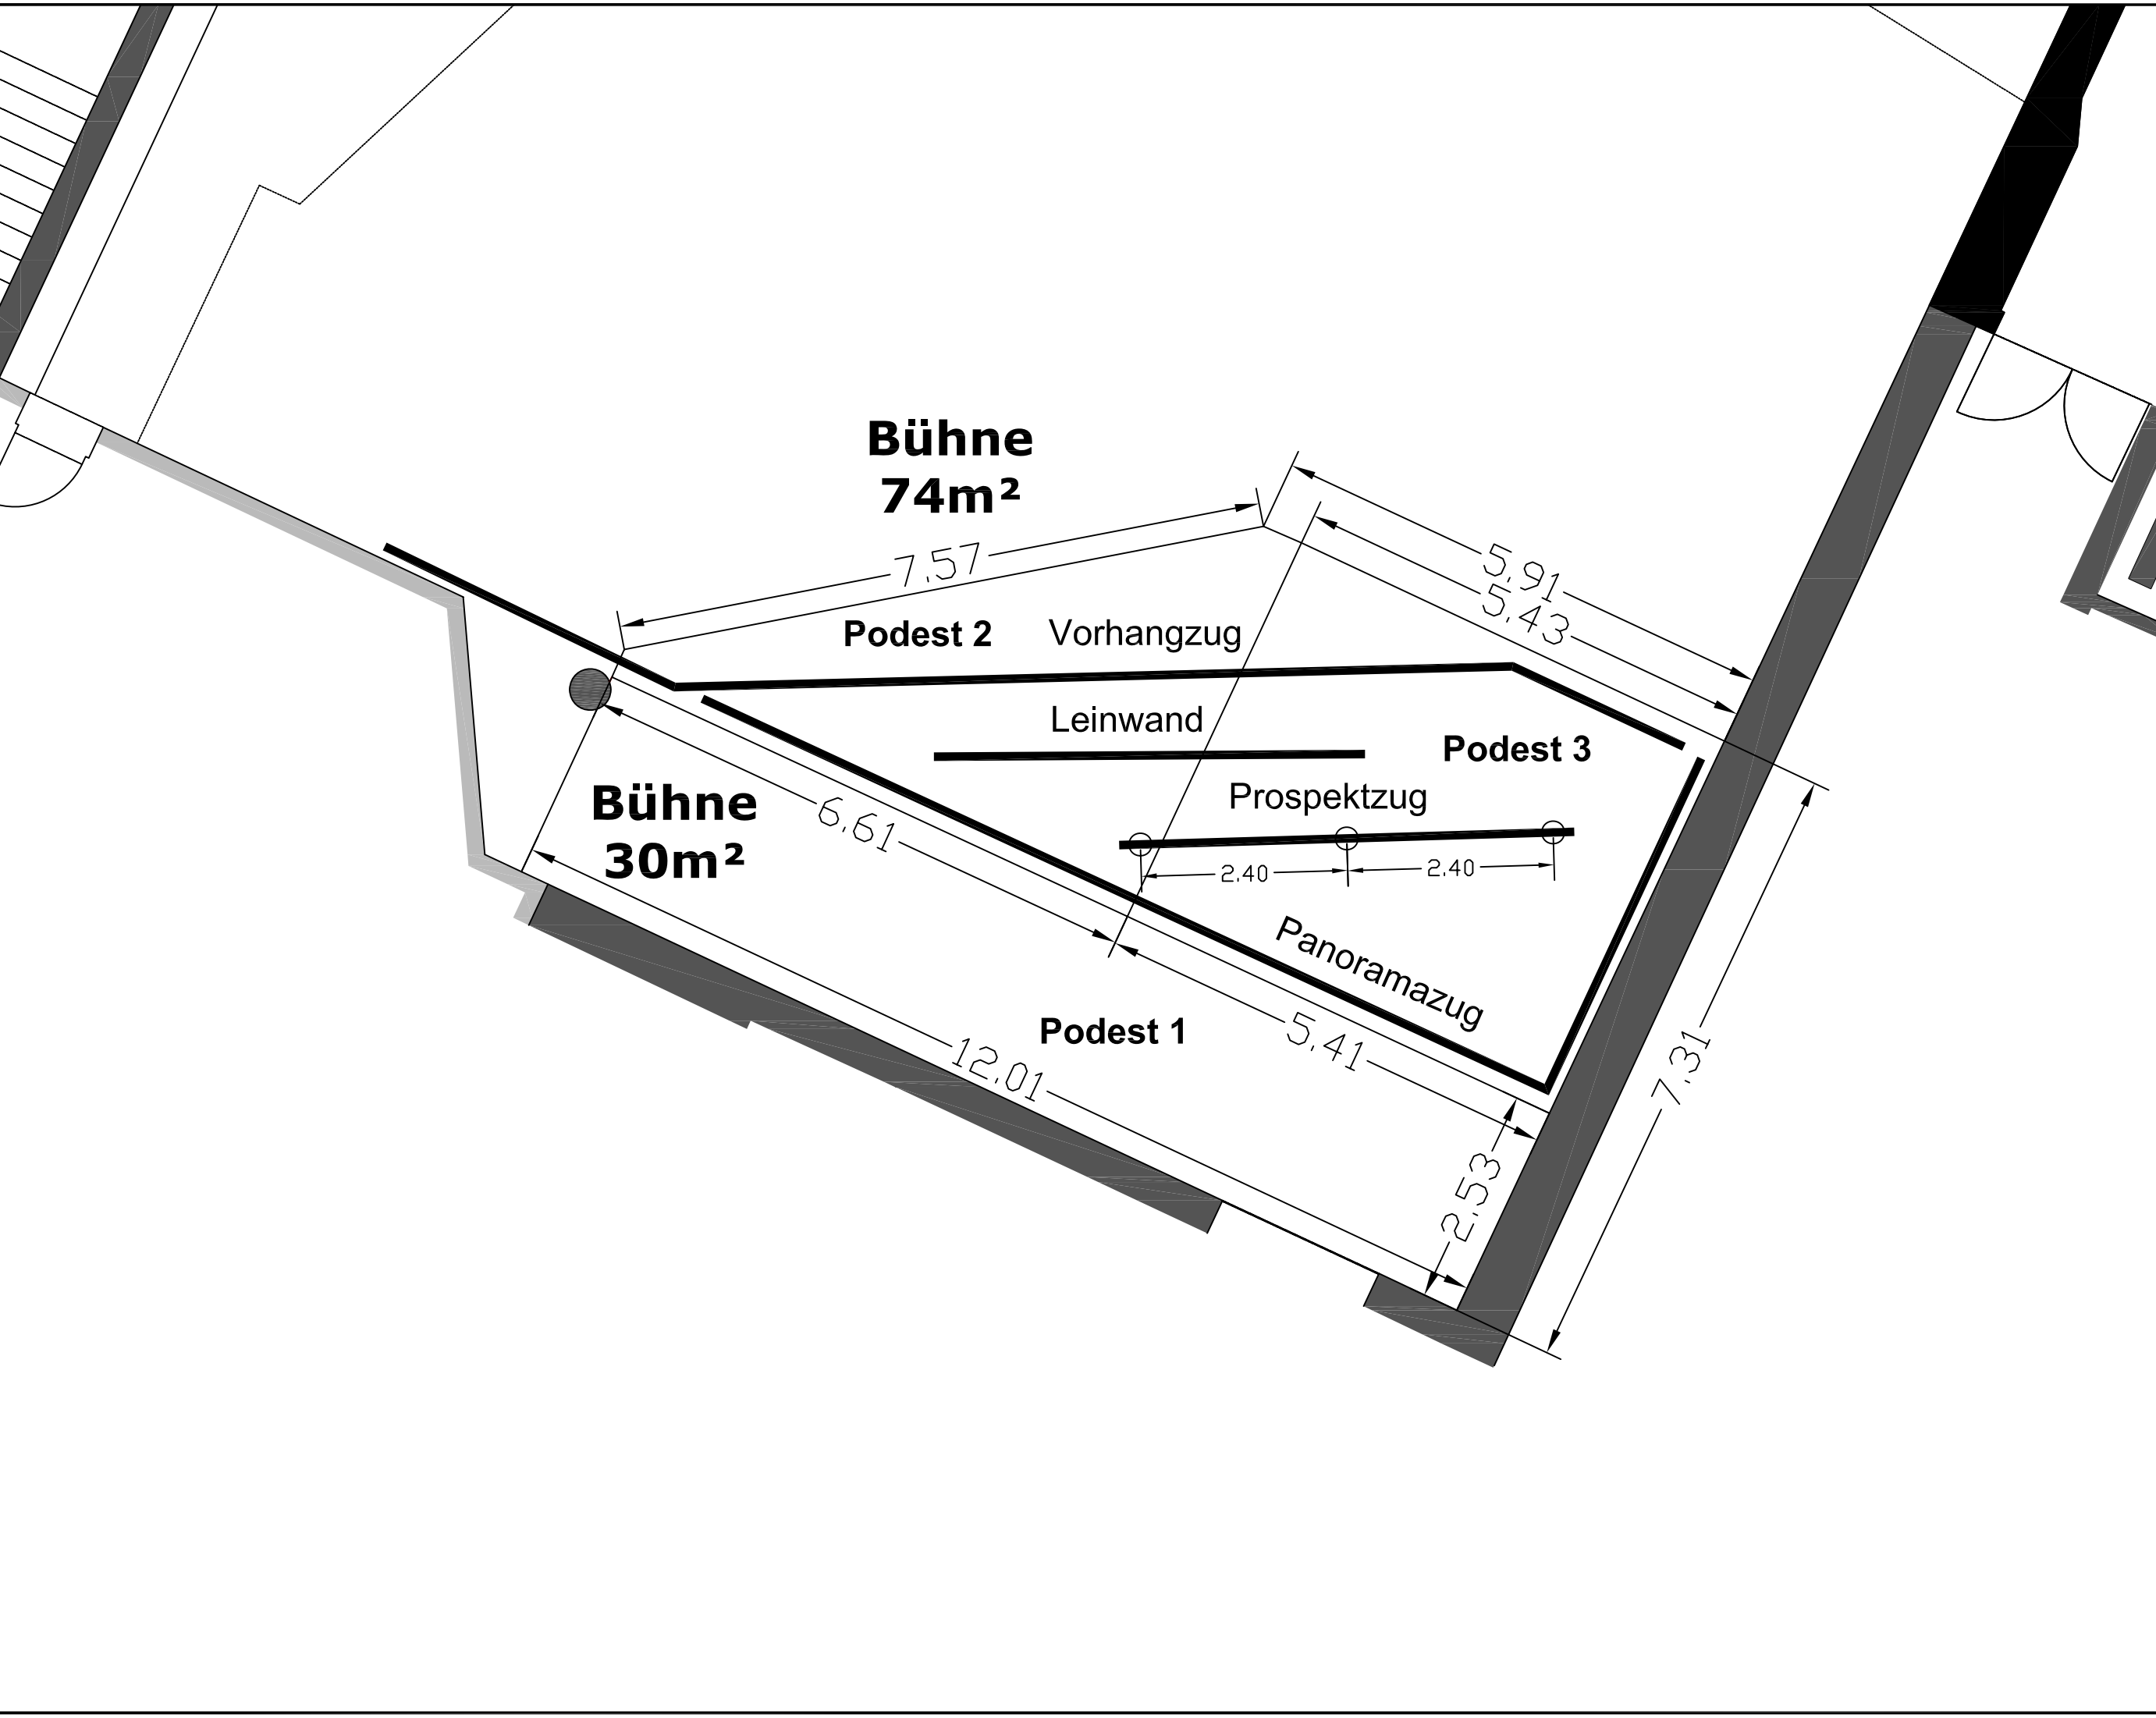 Bühne
74m²
7,57
5,91
5,43
Podest 2
Vorhangzug
Leinwand
Podest 3
Bühne
30m²
6,61
Prospektzug
2,40
2,40
Panoramazug
Podest 1
5,41
12,01
7,31
2,53